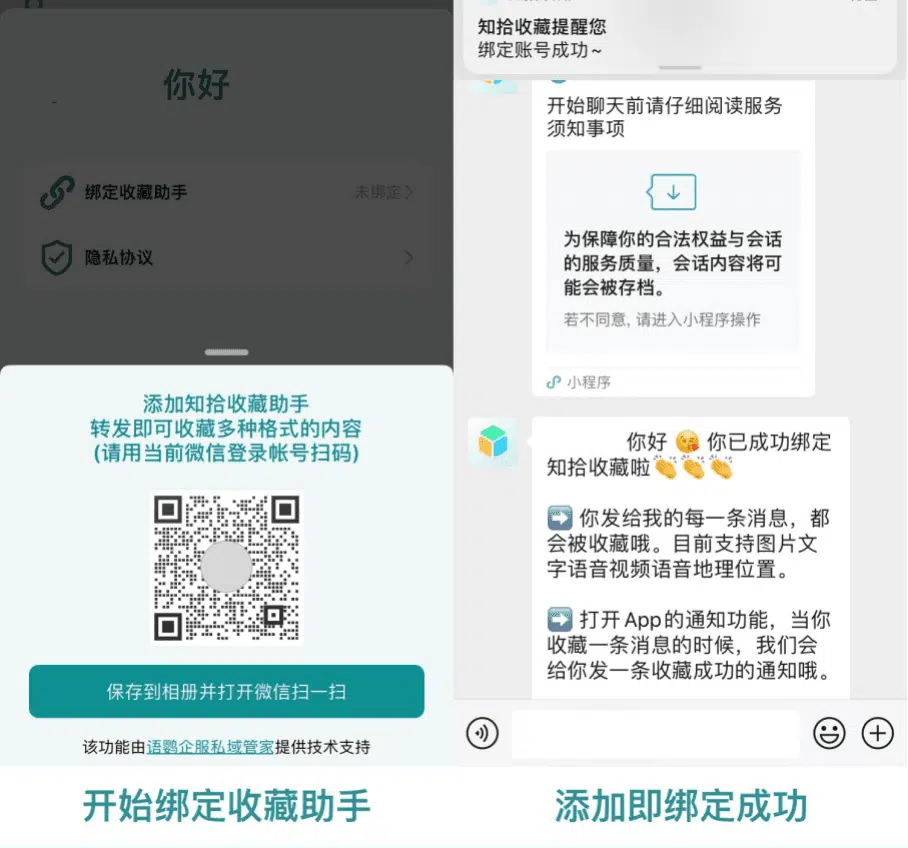 你好
绑定收藏助手
未绑定
隐私协议
添加知拾收藏助手
转发即可收藏多种格式的内容
(请用当前微信登录帐号扫码)
保存到相册并打开微信扫一扫
该功能由语鹦企服私域管家提供技术支持
开始绑定收藏助手
知拾收藏提醒您
绑定账号成功~
开始聊天前请仔细阅读服务
须知事项
为保障你的合法权益与会话
的服务质量，会话内容将可
能会被存档。
若不同意, 请进入小程序操作
小程序
你好 😘 你已成功绑定
知拾收藏啦👏👏👏
➡️ 你发给我的每一条消息，都
会被收藏哦。目前支持图片文
字语音视频语音地理位置。
➡️ 打开App的通知功能，当你
收藏一条消息的时候，我们会
给你发一条收藏成功的通知哦。
添加即绑定成功